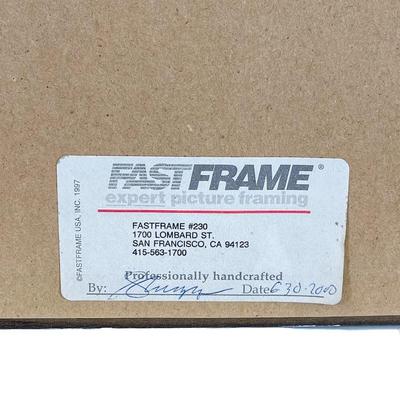 FASTFRAME®
expert picture framing
FASTFRAME #230
1700 LOMBARD ST.
SAN FRANCISCO, CA 94123
415-563-1700
Professionally handcrafted
By: Date 6 30-2000
©FASTFRAME USA, INC. 1997